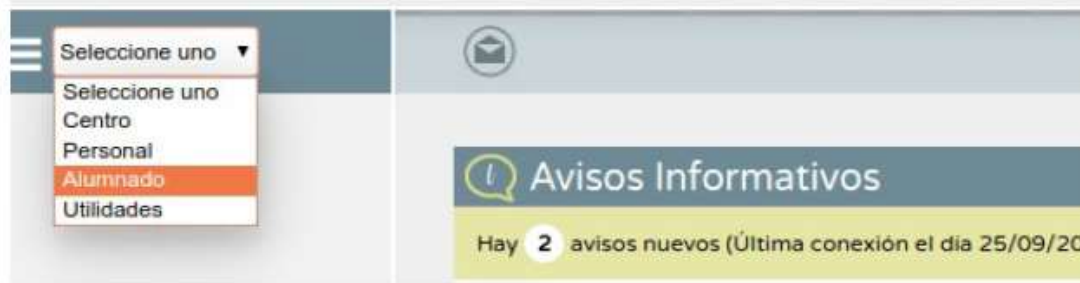 Seleccione uno
Seleccione uno
Centro
Personal
Alumnado
Utilidades
Avisos Informativos
Hay 2 avisos nuevos (Última conexión el día 25/09/20